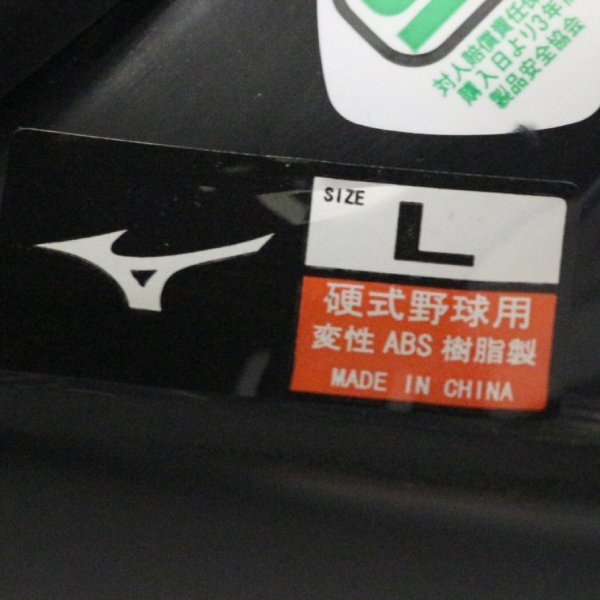 対人賠償責任保
購入日より3年
製品安全協会
SIZE L
硬式野球用
変性 ABS 樹脂製
MADE IN CHINA